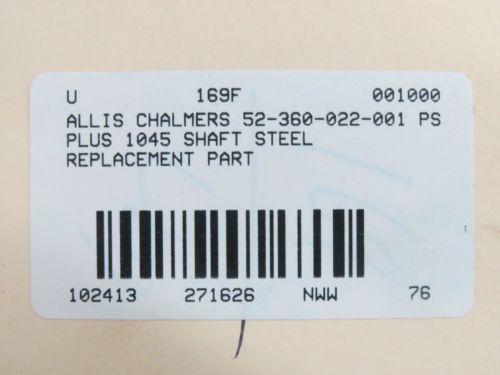 U 169F 001000
ALLIS CHALMERS 52-360-022-001 PS
PLUS 1045 SHAFT STEEL
REPLACEMENT PART
102413 271626 NWW 76